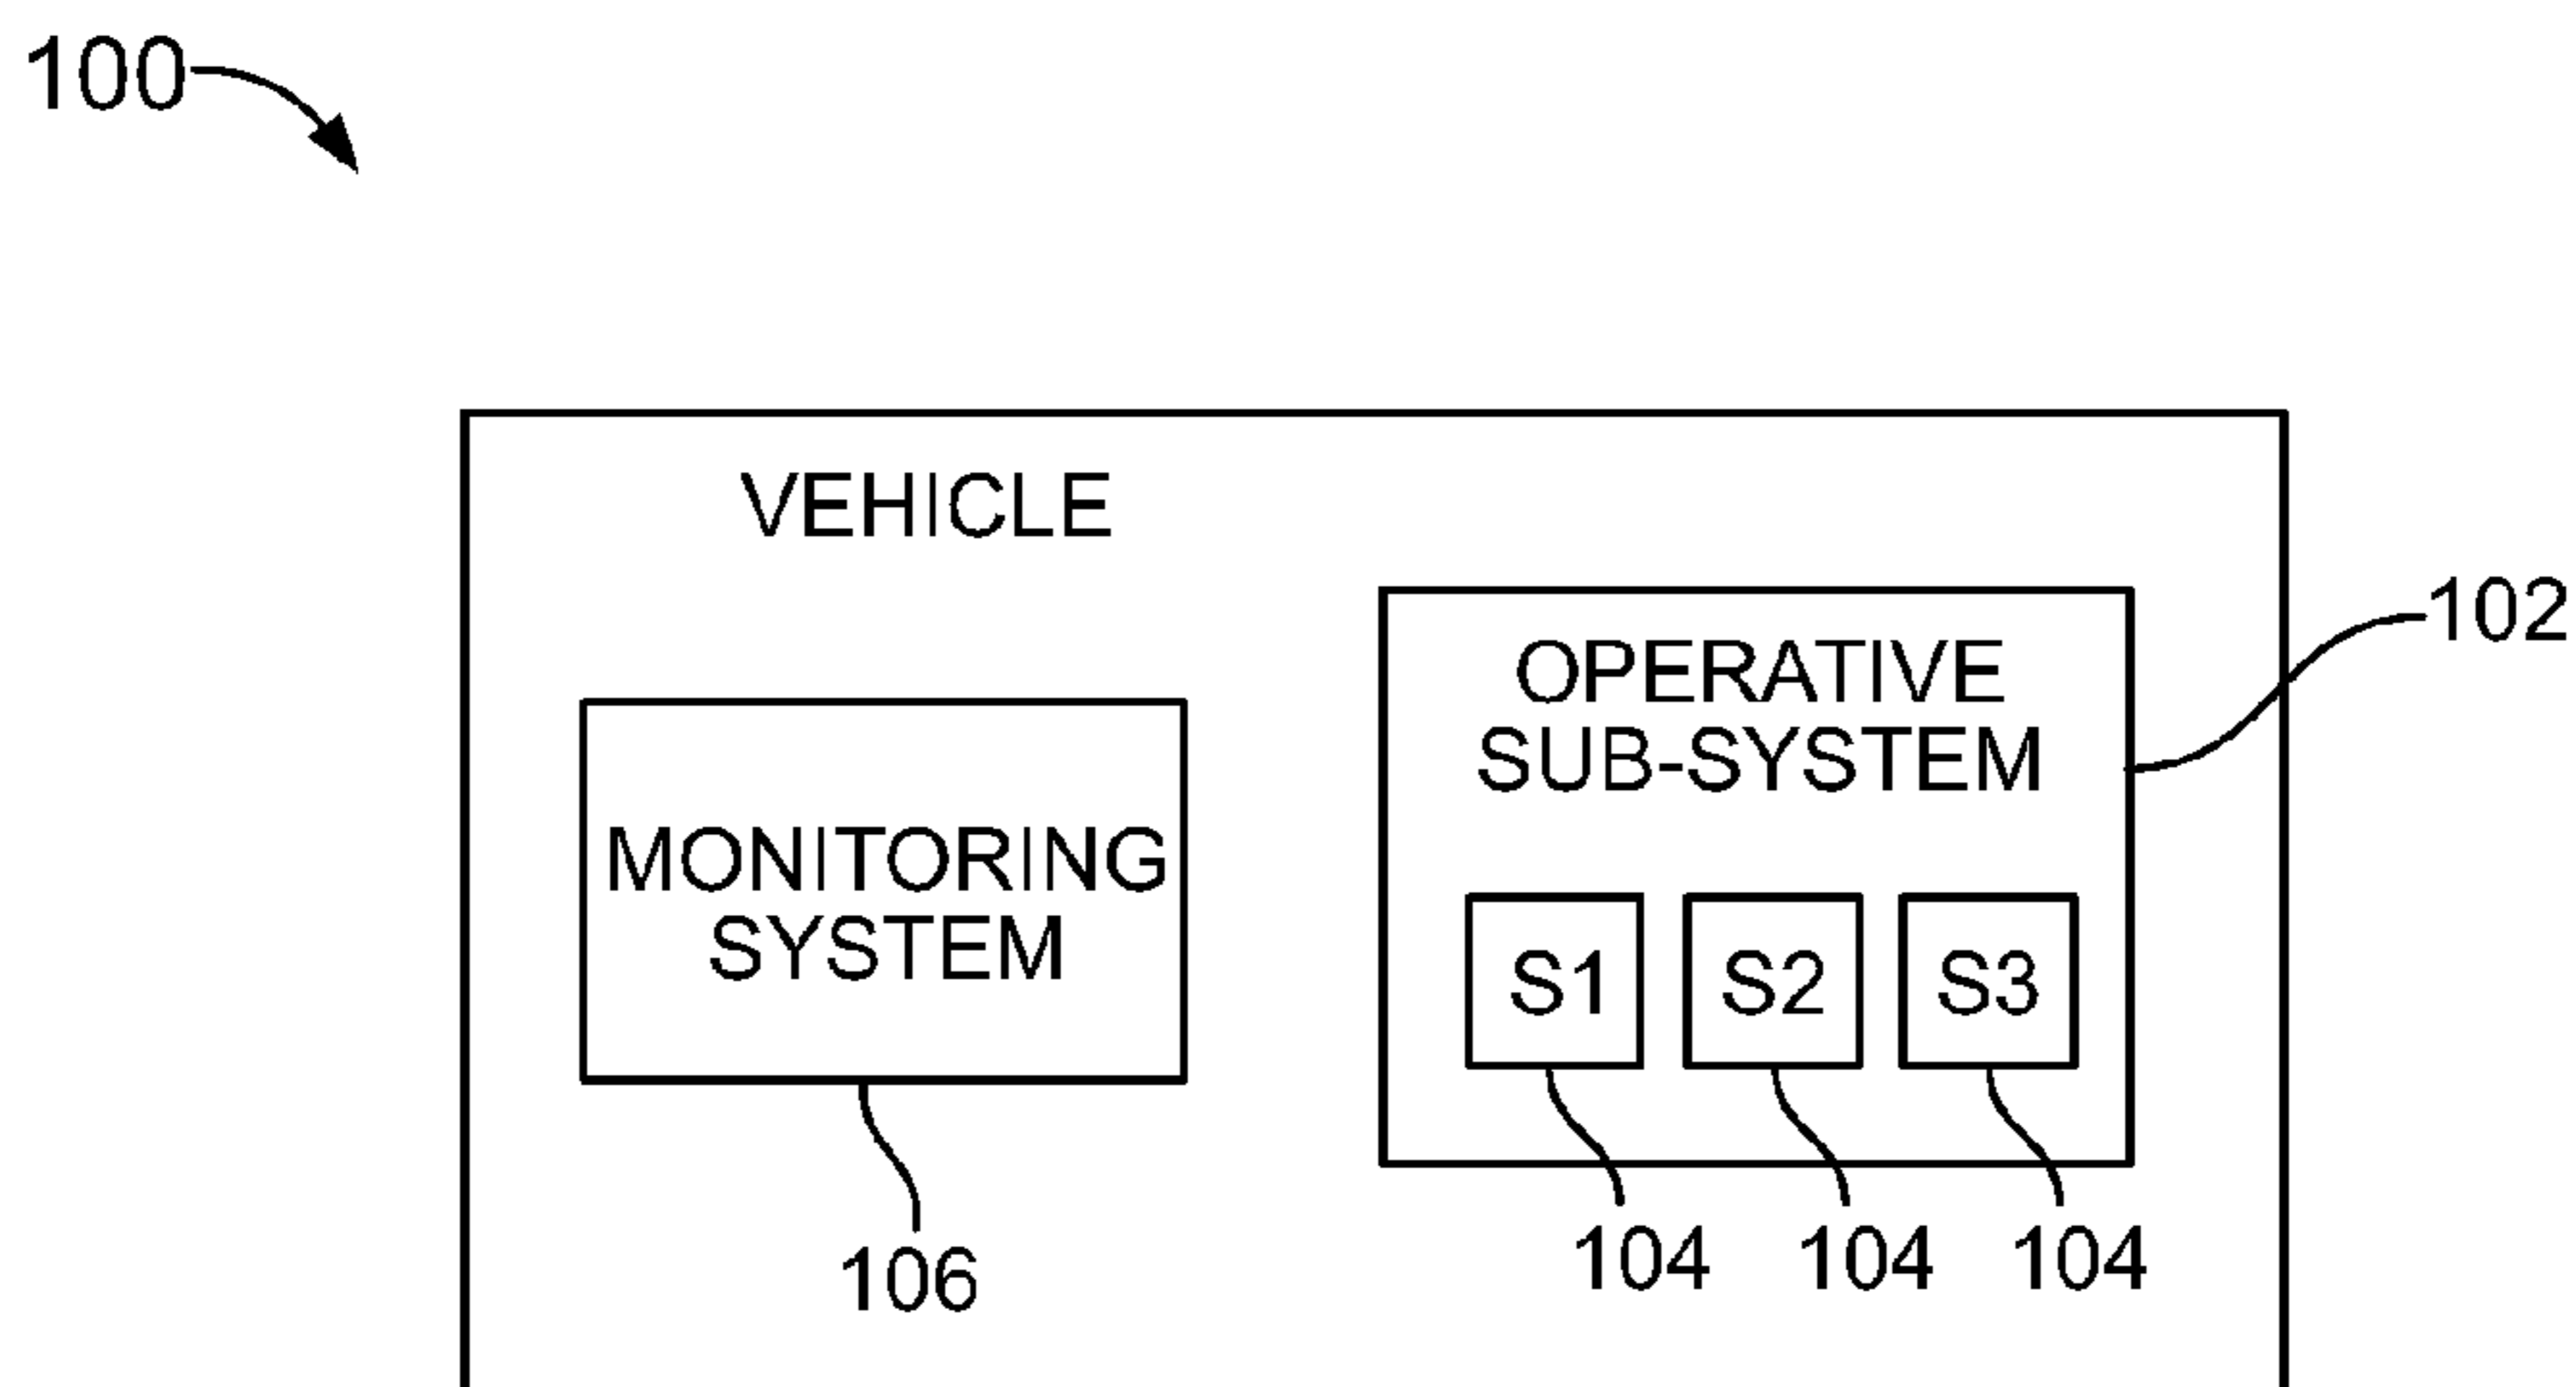 100
VEHICLE
102
OPERATIVE
SUB-SYSTEM
MONITORING
SYSTEM
S1 S2 S3
106
104 104 104